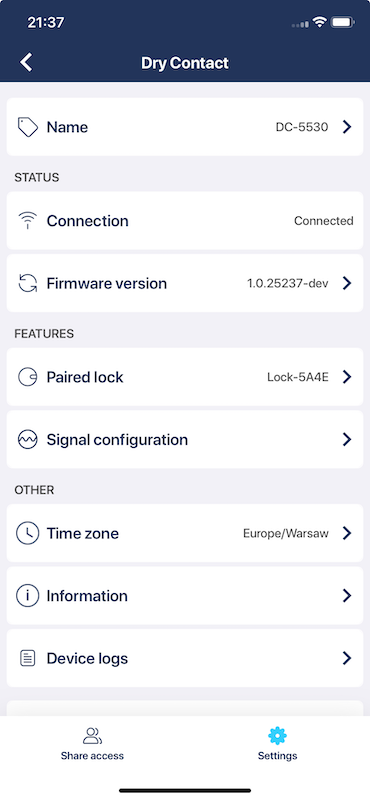 21:37
Dry Contact
Name DC-5530
STATUS
Connection Connected
Firmware version 1.0.25237-dev
FEATURES
Paired lock Lock-5A4E
Signal configuration
OTHER
Time zone Europe/Warsaw
Information
Device logs
Share access Settings